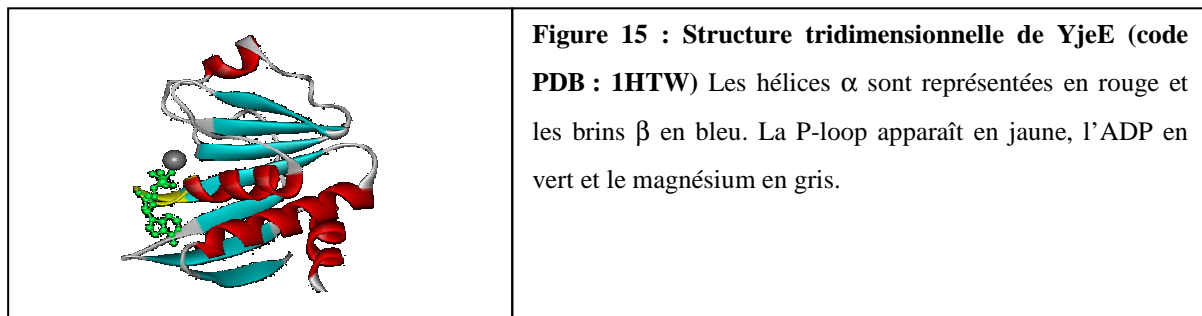 Figure 15 : Structure tridimensionnelle de YjeE (code
PDB : 1HTW) Les hélices α sont représentées en rouge et
les brins β en bleu. La P-loop apparaît en jaune, l’ADP en
vert et le magnésium en gris.